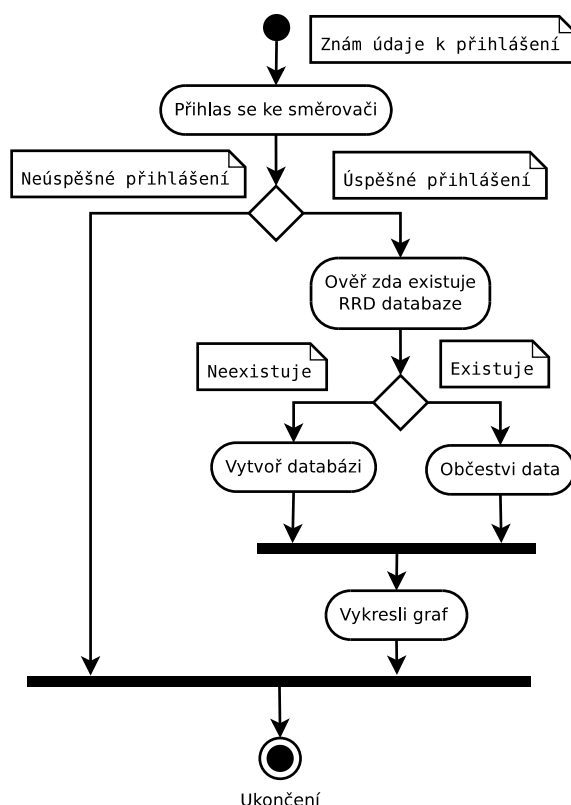 Znám údaje k přihlášení
Přihlas se ke směrovači
Neúspěšné přihlášení
Úspěšné přihlášení
Ověř zda existuje
RRD databaze
Neexistuje
Existuje
Vytvoř databázi
Občestvi data
Vykresli graf
Ukončení